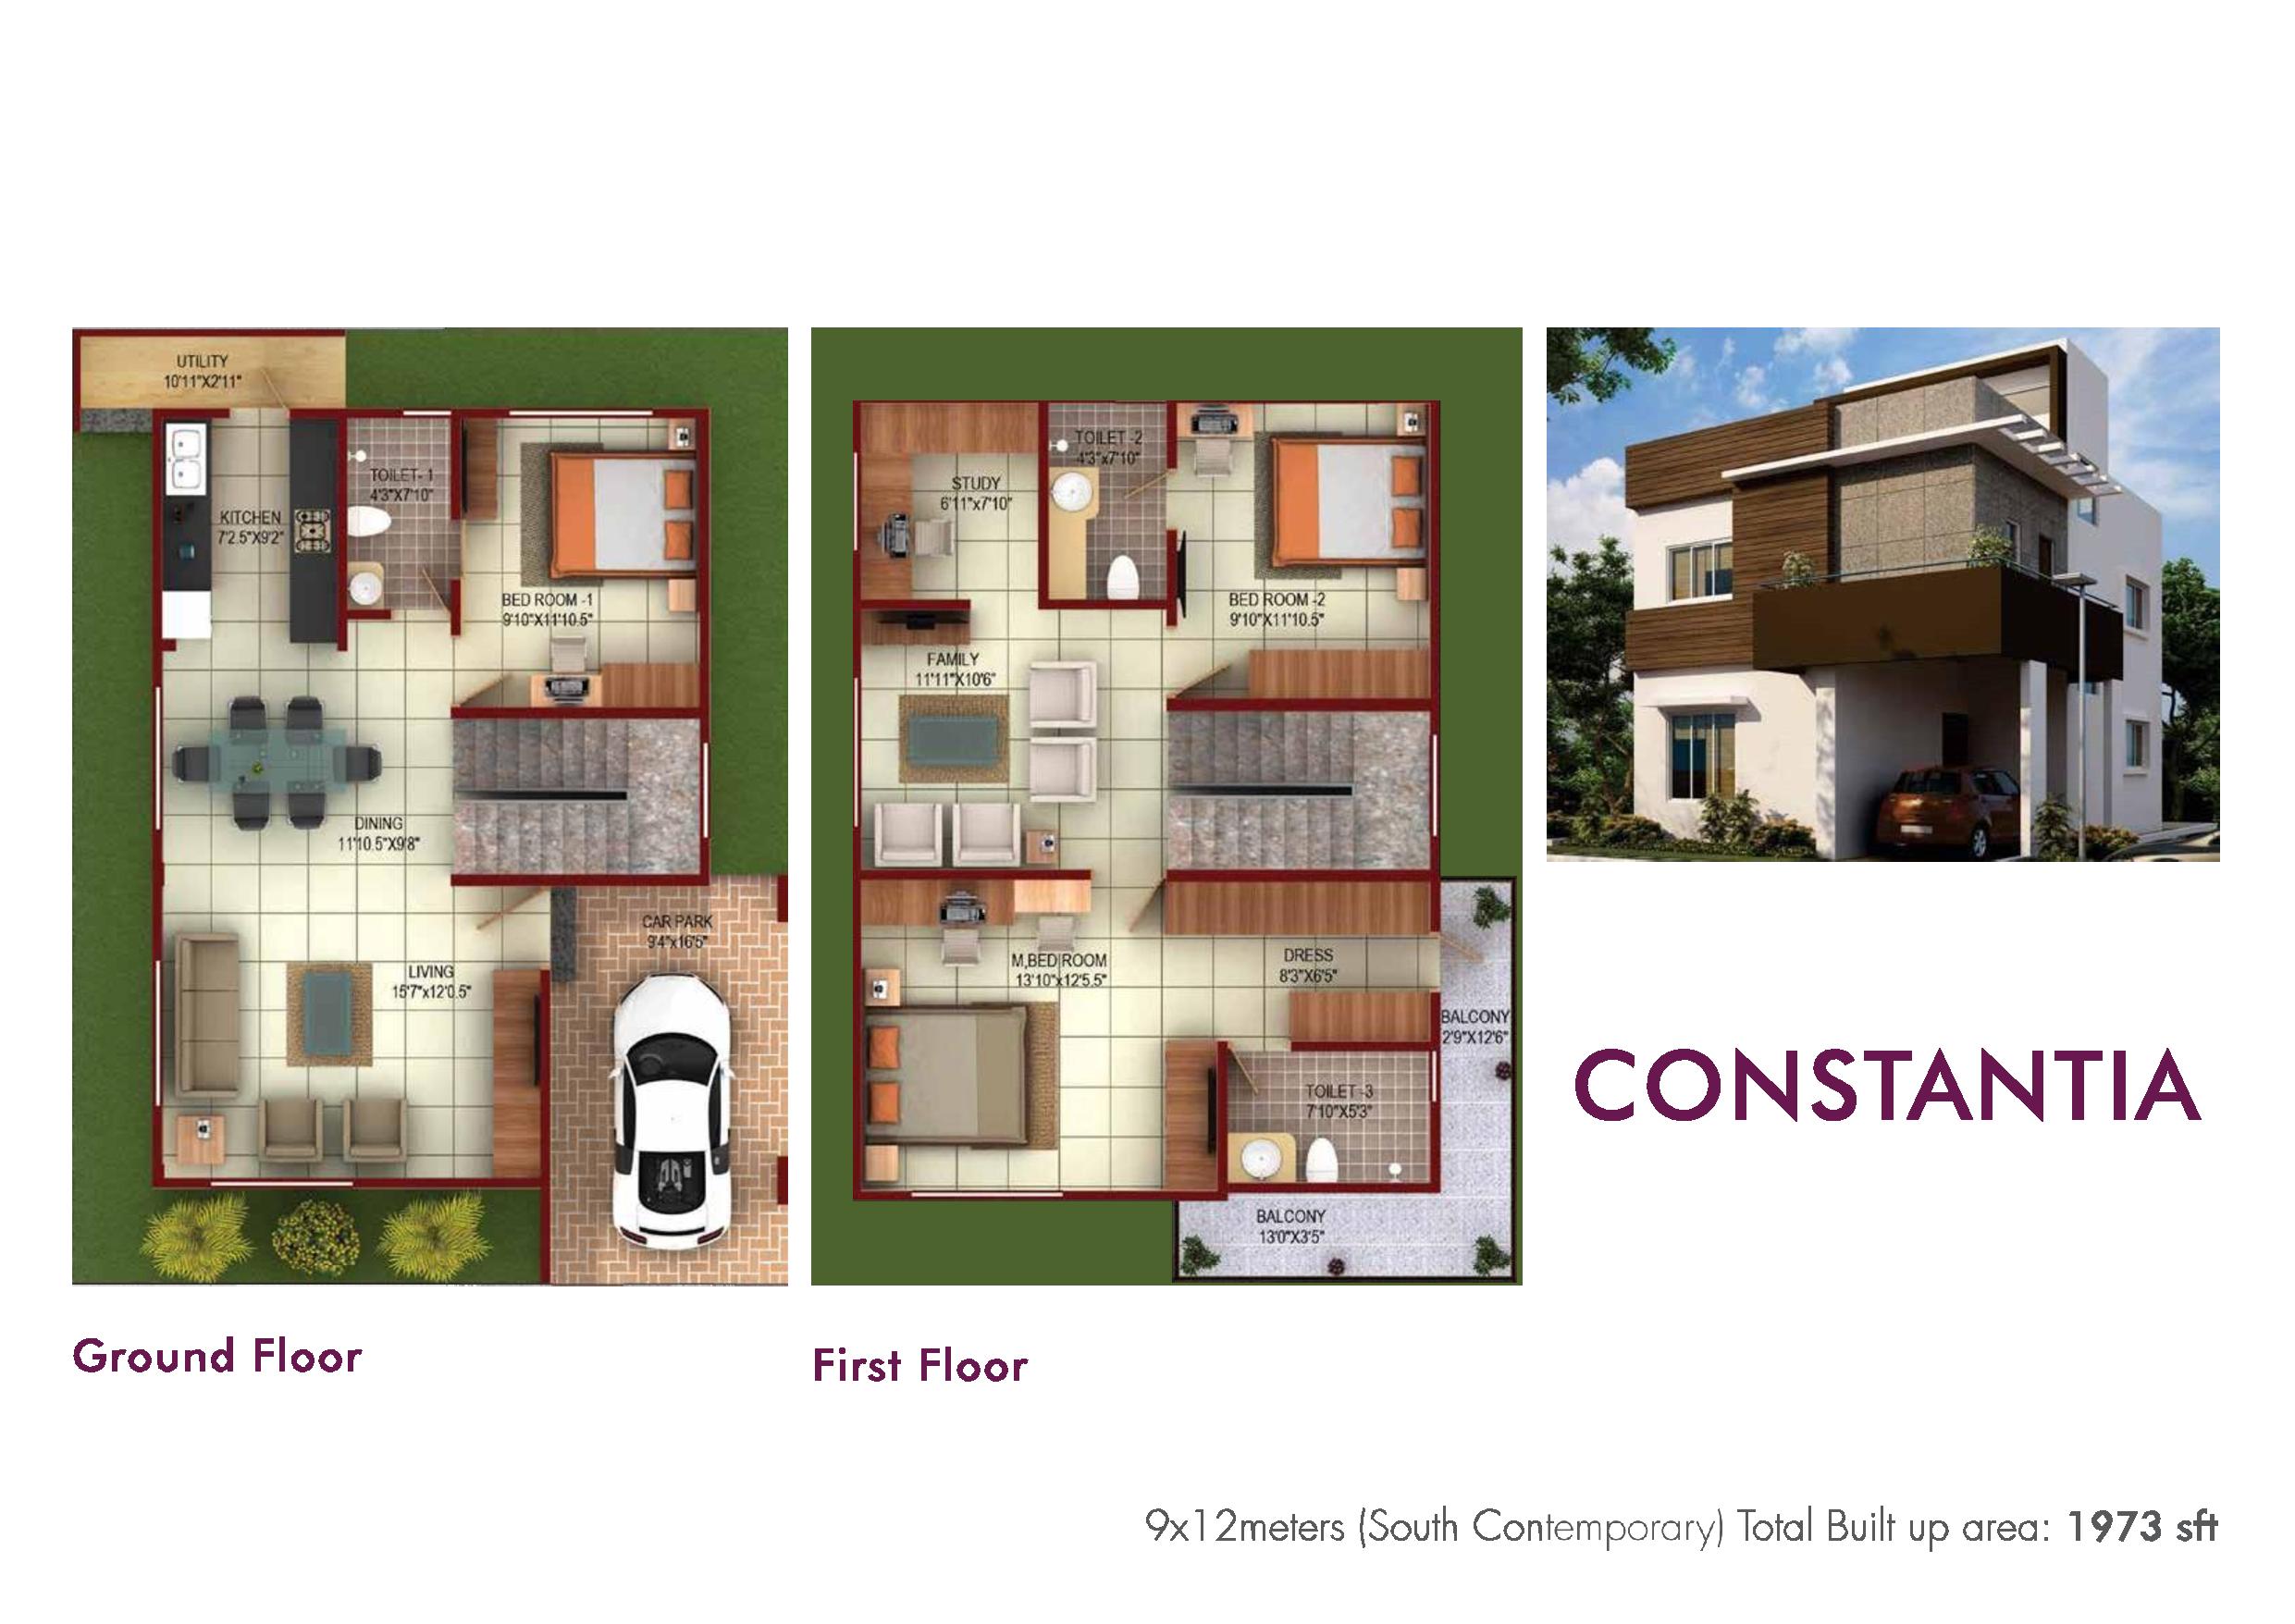 UTILITY
10'11"X2'11"
KITCHEN
7'2.5"X9'2"
TOILET- 1
4'3"X7'10"
BED ROOM -1
9'10"X11'10.5"
DINING
11'10.5"X9'8"
CAR PARK
9'4"x16'5"
LIVING
15'7"x12'0.5"
Ground Floor
STUDY
6'11"x7'10"
TOILET -2
4'3"x7'10"
BED ROOM -2
9'10"X11'10.5"
FAMILY
11'11"X10'6"
M,BED ROOM
13'10"x12'5.5"
DRESS
8'3"X6'5"
BALCONY
2'9"X12'6"
TOILET -3
7'10"X5'3"
BALCONY
13'0"X3'5"
First Floor
CONSTANTIA
9x12meters (South Contemporary) Total Built up area: 1973 sft